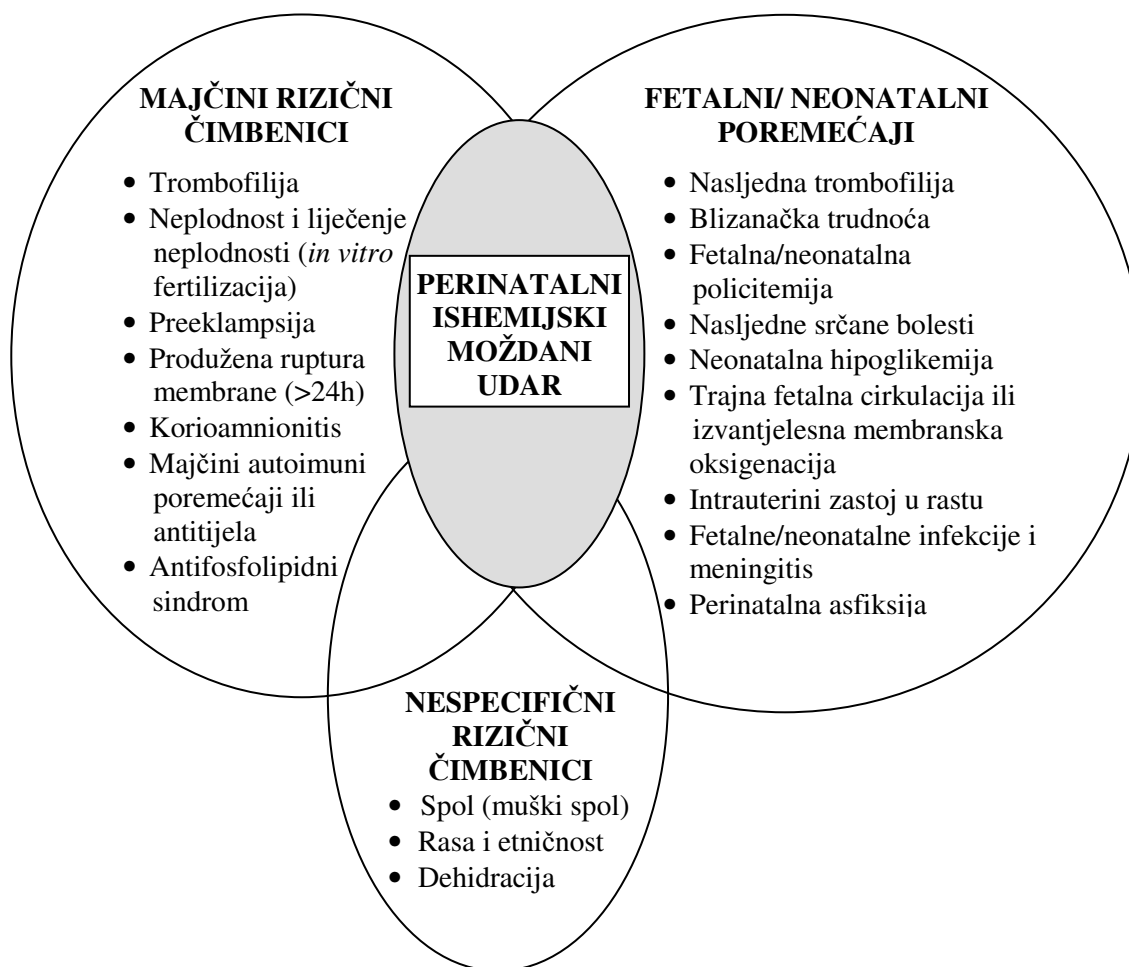 MAJČINI RIZIČNI
ČIMBENICI
• Trombofilija
• Neplodnost i liječenje
neplodnosti (in vitro
fertilizacija)
• Preeklampsija
• Produžena ruptura
membrane (>24h)
• Korioamnionitis
• Majčini autoimuni
poremećaji ili
antitijela
• Antifosfolipidni
sindrom
PERINATALNI
ISHEMIJSKI
MOŽDANI
UDAR
FETALNI/ NEONATALNI
POREMEĆAJI
• Nasljedna trombofilija
• Blizanačka trudnoća
• Fetalna/neonatalna
policitemija
• Nasljedne srčane bolesti
• Neonatalna hipoglikemija
• Trajna fetalna cirkulacija ili
izvantjelesna membranska
oksigenacija
• Intrauterini zastoj u rastu
• Fetalne/neonatalne infekcije i
meningitis
• Perinatalna asfiksija
NESPECIFIČNI
RIZIČNI
ČIMBENICI
• Spol (muški spol)
• Rasa i etničnost
• Dehidracija